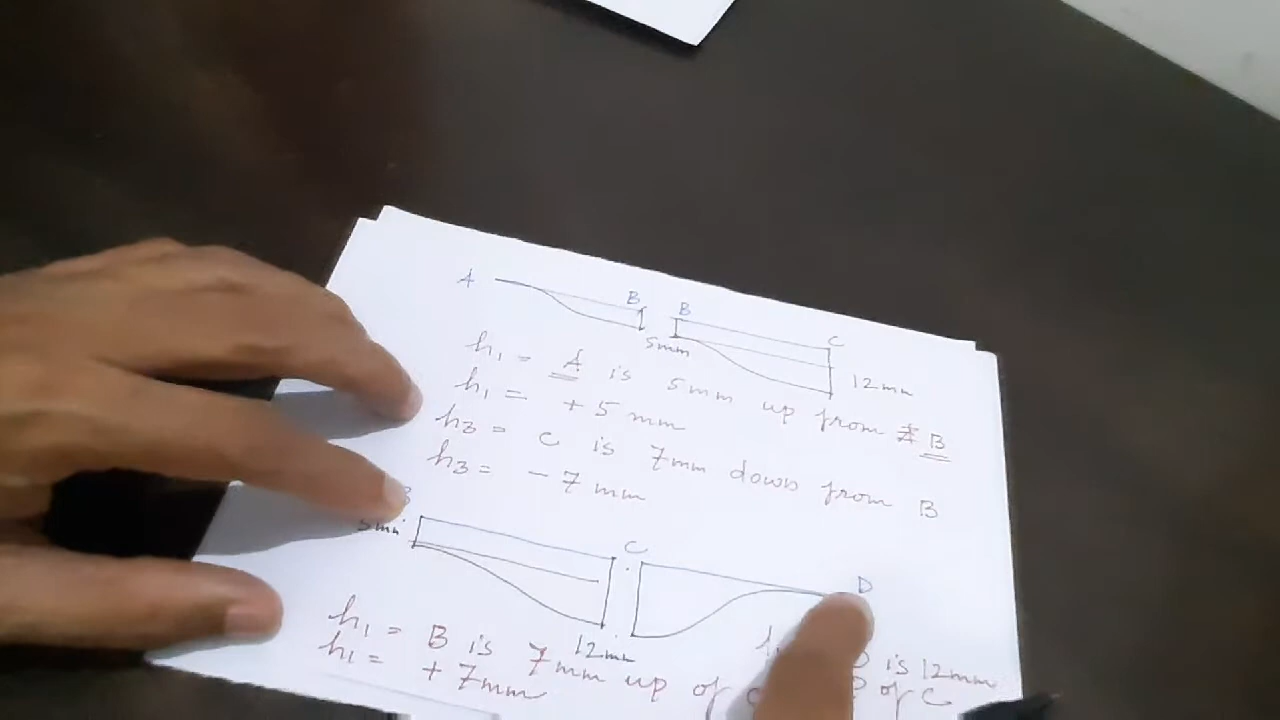 A B B C
5mm 12mm
h₁ = A is 5mm up from B
h₁ = + 5 mm
h₃ = C is 7mm down from B
h₃ = - 7 mm
5mm C D
12mm
h₁ = B is 7mm up of C
h₁ = + 7mm
is 12mm
of C